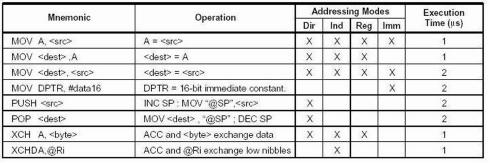 Mnemonic Operation Addressing Modes Execution Time (µs)
Dir Ind Reg Imm
MOV A, <src> A = <src> X X X X 1
MOV <dest> ,A <dest> = A X X X 1
MOV <dest>, <src> <dest> = <src> X X X X 2
MOV DPTR, #data16 DPTR = 16-bit immediate constant. X 2
PUSH <src> INC SP ; MOV "@SP",<src> X 2
POP <dest> MOV <dest> , "@SP" ; DEC SP X 2
XCH A, <byte> ACC and <byte> exchange data X X X 1
XCHDA,@Ri ACC and @Ri exchange low nibbles X 1